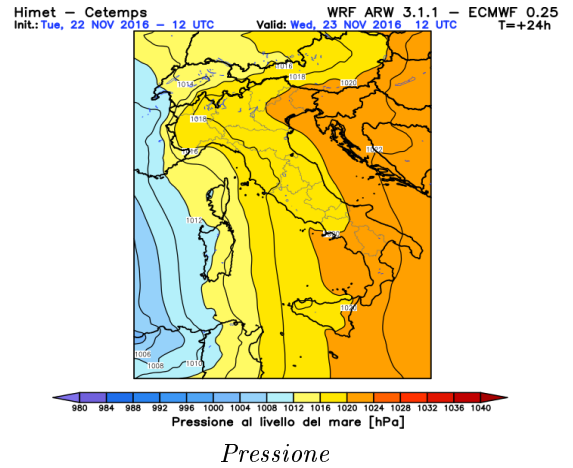 Himet – Cetemps WRF ARW 3.1.1 – ECMWF 0.25
Init.: Tue, 22 NOV 2016 – 12 UTC Valid: Wed, 23 NOV 2016 12 UTC T=+24h
1016
1018
1014
1020
1018
1012
1020
1006
1008
1010
980 984 988 992 996 1000 1004 1008 1012 1016 1020 1024 1028 1032 1036 1040
Pressione al livello del mare [hPa]
Pressione